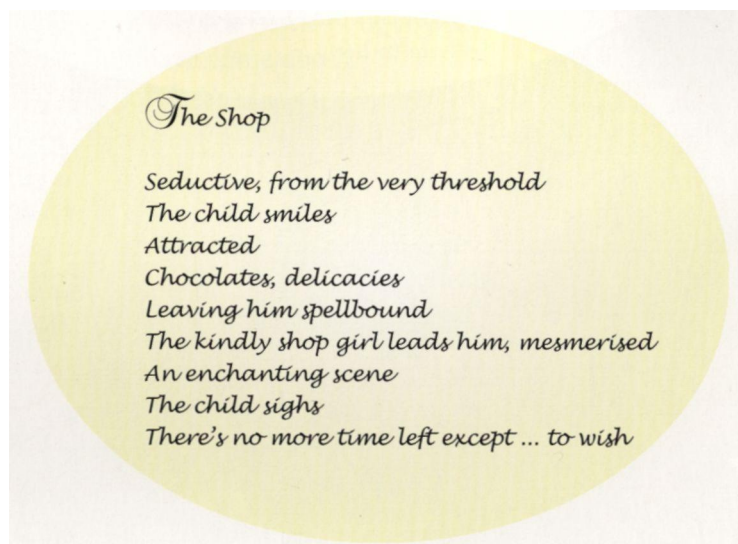 The Shop
Seductive, from the very threshold
The child smiles
Attracted
Chocolates, delicacies
Leaving him spellbound
The kindly shop girl leads him, mesmerised
An enchanting scene
The child sighs
There's no more time left except ... to wish